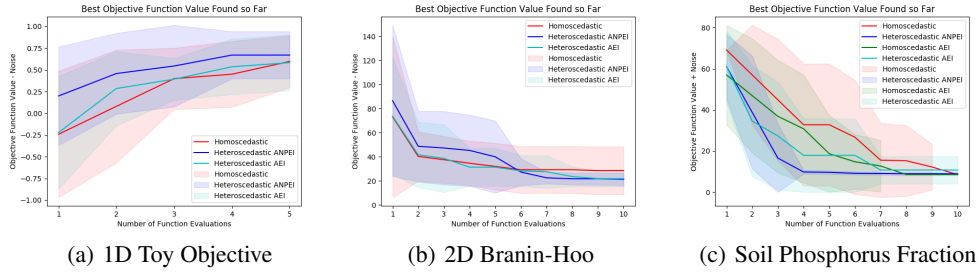 Best Objective Function Value Found so Far
Objective Function Value - Noise
1.00
0.75
0.50
0.25
0.00
−0.25
−0.50
−0.75
−1.00
Homoscedastic
Heteroscedastic ANPEI
Heteroscedastic AEI
Homoscedastic
Heteroscedastic ANPEI
Heteroscedastic AEI
1 2 3 4 5
Number of Function Evaluations
(a) 1D Toy Objective
Best Objective Function Value Found so Far
Objective Function Value - Noise
140
120
100
80
60
40
20
0
Homoscedastic
Heteroscedastic ANPEI
Heteroscedastic AEI
Homoscedastic
Heteroscedastic ANPEI
Heteroscedastic AEI
1 2 3 4 5 6 7 8 9 10
Number of Function Evaluations
(b) 2D Branin-Hoo
Best Objective Function Value Found so Far
Objective Function Value + Noise
80
60
40
20
0
Homoscedastic
Heteroscedastic ANPEI
Homoscedastic AEI
Heteroscedastic AEI
Homoscedastic
Heteroscedastic ANPEI
Homoscedastic AEI
Heteroscedastic AEI
1 2 3 4 5 6 7 8 9 10
Number of Function Evaluations
(c) Soil Phosphorus Fraction